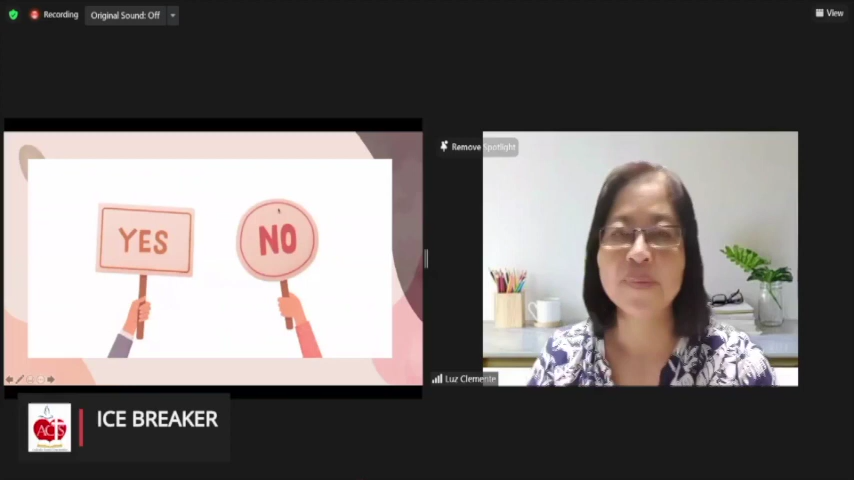 Recording
Original Sound: Off
View
Remove Spotlight
YES
NO
Luz Clemente
ICE BREAKER